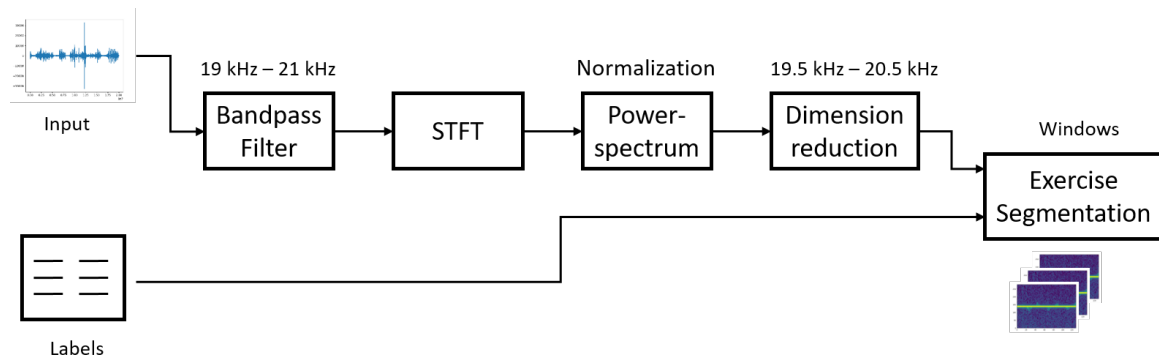 Input
19 kHz – 21 kHz
Bandpass
Filter
STFT
Normalization
Power-
spectrum
19.5 kHz – 20.5 kHz
Dimension
reduction
Windows
Exercise
Segmentation
Labels